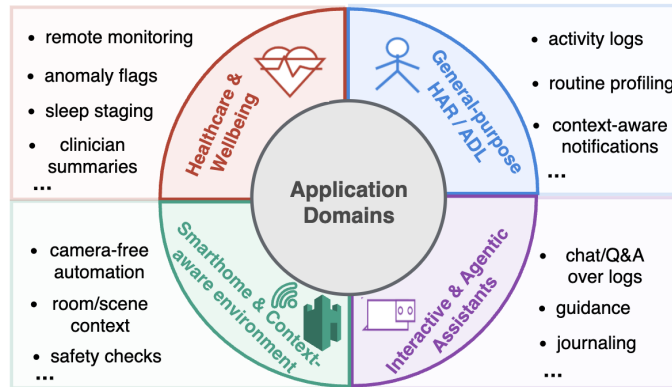 • remote monitoring
• anomaly flags
• sleep staging
• clinician
summaries
...
Healthcare &
Wellbeing
General-purpose
HAR / ADL
• activity logs
• routine profiling
• context-aware
notifications
...
Application
Domains
• camera-free
automation
• room/scene
context
• safety checks
...
Smarthome & Context-
aware environment
Interactive & Agentic
Assistants
• chat/Q&A
over logs
• guidance
• journaling
...